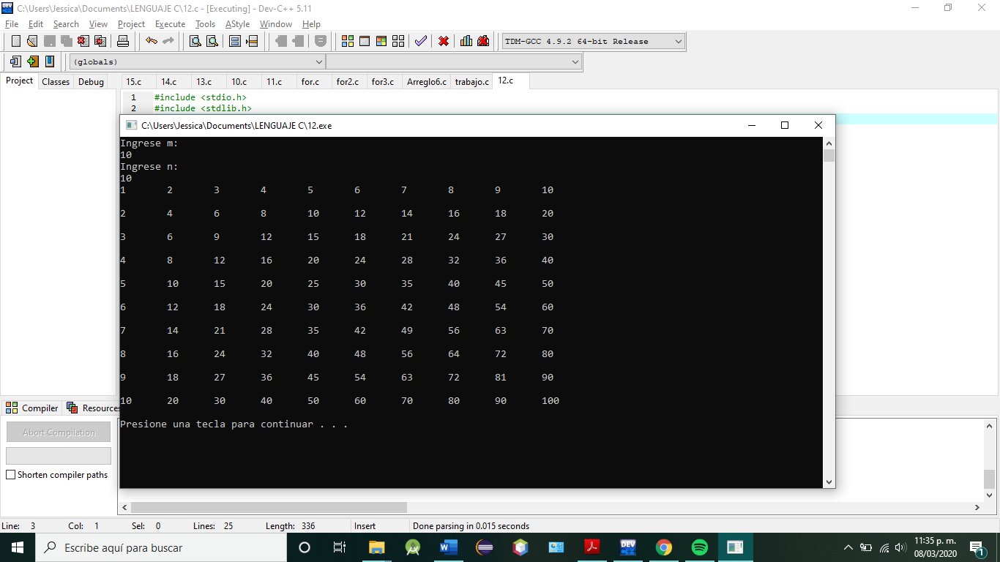 C:\Users\Jessica\Documents\LENGUAJE C\12.c - [Executing] - Dev-C++ 5.11
File Edit Search View Project Execute Tools AStyle Window Help
TDM-GCC 4.9.2 64-bit Release
(globals)
Project Classes Debug 15.c 14.c 13.c 10.c 11.c for.c for2.c for3.c Arreglo6.c trabajo.c 12.c
1 #include <stdio.h>
2 #include <stdlib.h>
C:\Users\Jessica\Documents\LENGUAJE C\12.exe
Ingrese m:
10
Ingrese n:
10
1 2 3 4 5 6 7 8 9 10
2 4 6 8 10 12 14 16 18 20
3 6 9 12 15 18 21 24 27 30
4 8 12 16 20 24 28 32 36 40
5 10 15 20 25 30 35 40 45 50
6 12 18 24 30 36 42 48 54 60
7 14 21 28 35 42 49 56 63 70
8 16 24 32 40 48 56 64 72 80
9 18 27 36 45 54 63 72 81 90
10 20 30 40 50 60 70 80 90 100
Presione una tecla para continuar . . .
Compiler Resources
Abort Compilation
Shorten compiler paths
Line: 3 Col: 1 Sel: 0 Lines: 25 Length: 336 Insert Done parsing in 0.015 seconds
Escribe aquí para buscar
11:35 p. m.
08/03/2020
1